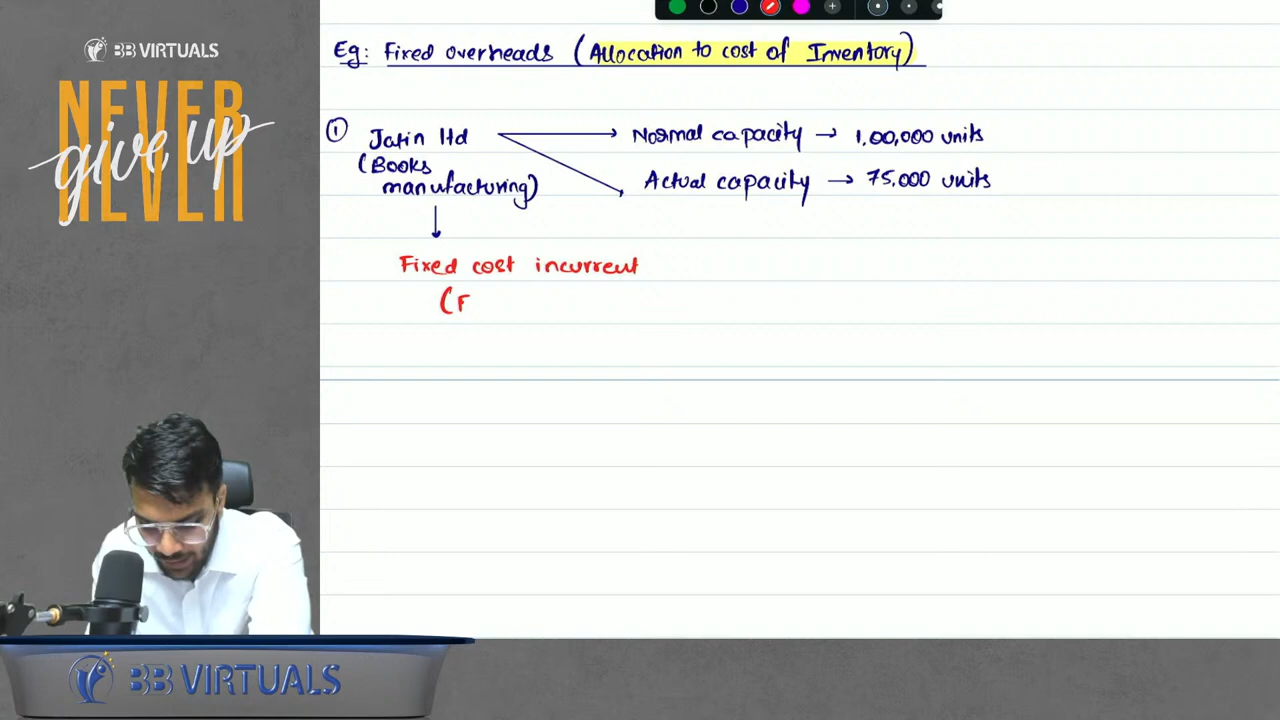 BB VIRTUALS
NEVER
give up
NEVER
Eg: Fixed overheads (Allocation to cost of Inventory)
① Jatin ltd → Normal capacity → 1,00,000 units
(Books manufacturing)
Actual capacity → 75,000 units
Fixed cost incurrent
(F
BB VIRTUALS